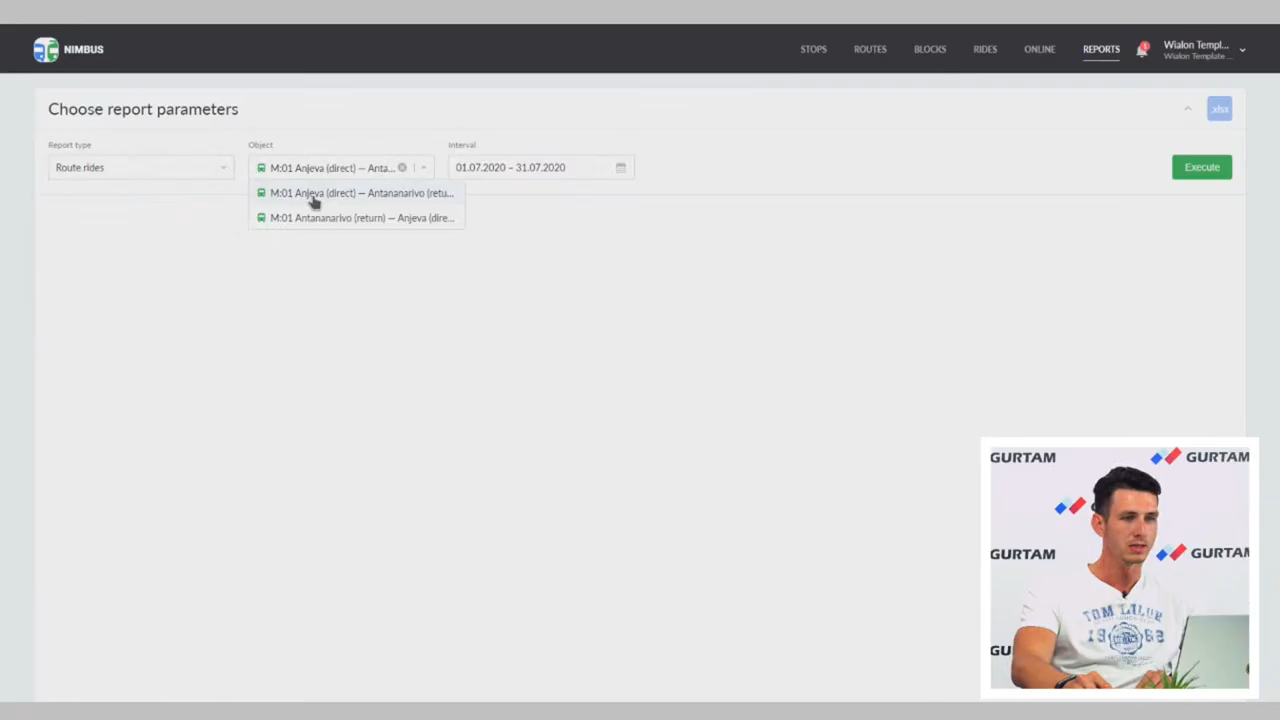 NIMBUS
STOPS ROUTES BLOCKS RIDES ONLINE REPORTS
Wialon Templ...
Wialon Template ...
Choose report parameters
.xlsx
Report type Object Interval
Route rides M:01 Anjeva (direct) — Anta... 01.07.2020 – 31.07.2020 Execute
M:01 Anjeva (direct) — Antananarivo (retu...
M:01 Antananarivo (return) — Anjeva (dire...
GURTAM GURTAM
GURTAM GURTAM
GU
TOM TAILOR